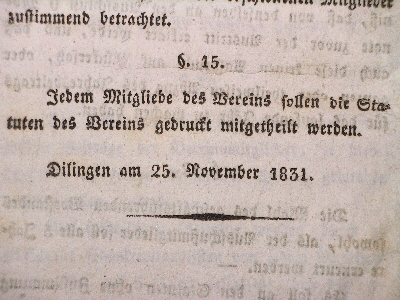 Mitglieder
zustimmend betrachtet.
§. 15.
Jedem Mitgliede des Vereins sollen die Sta-
tuten des Vereins gedruckt mitgetheilt werden.
Dilingen am 25. November 1831.